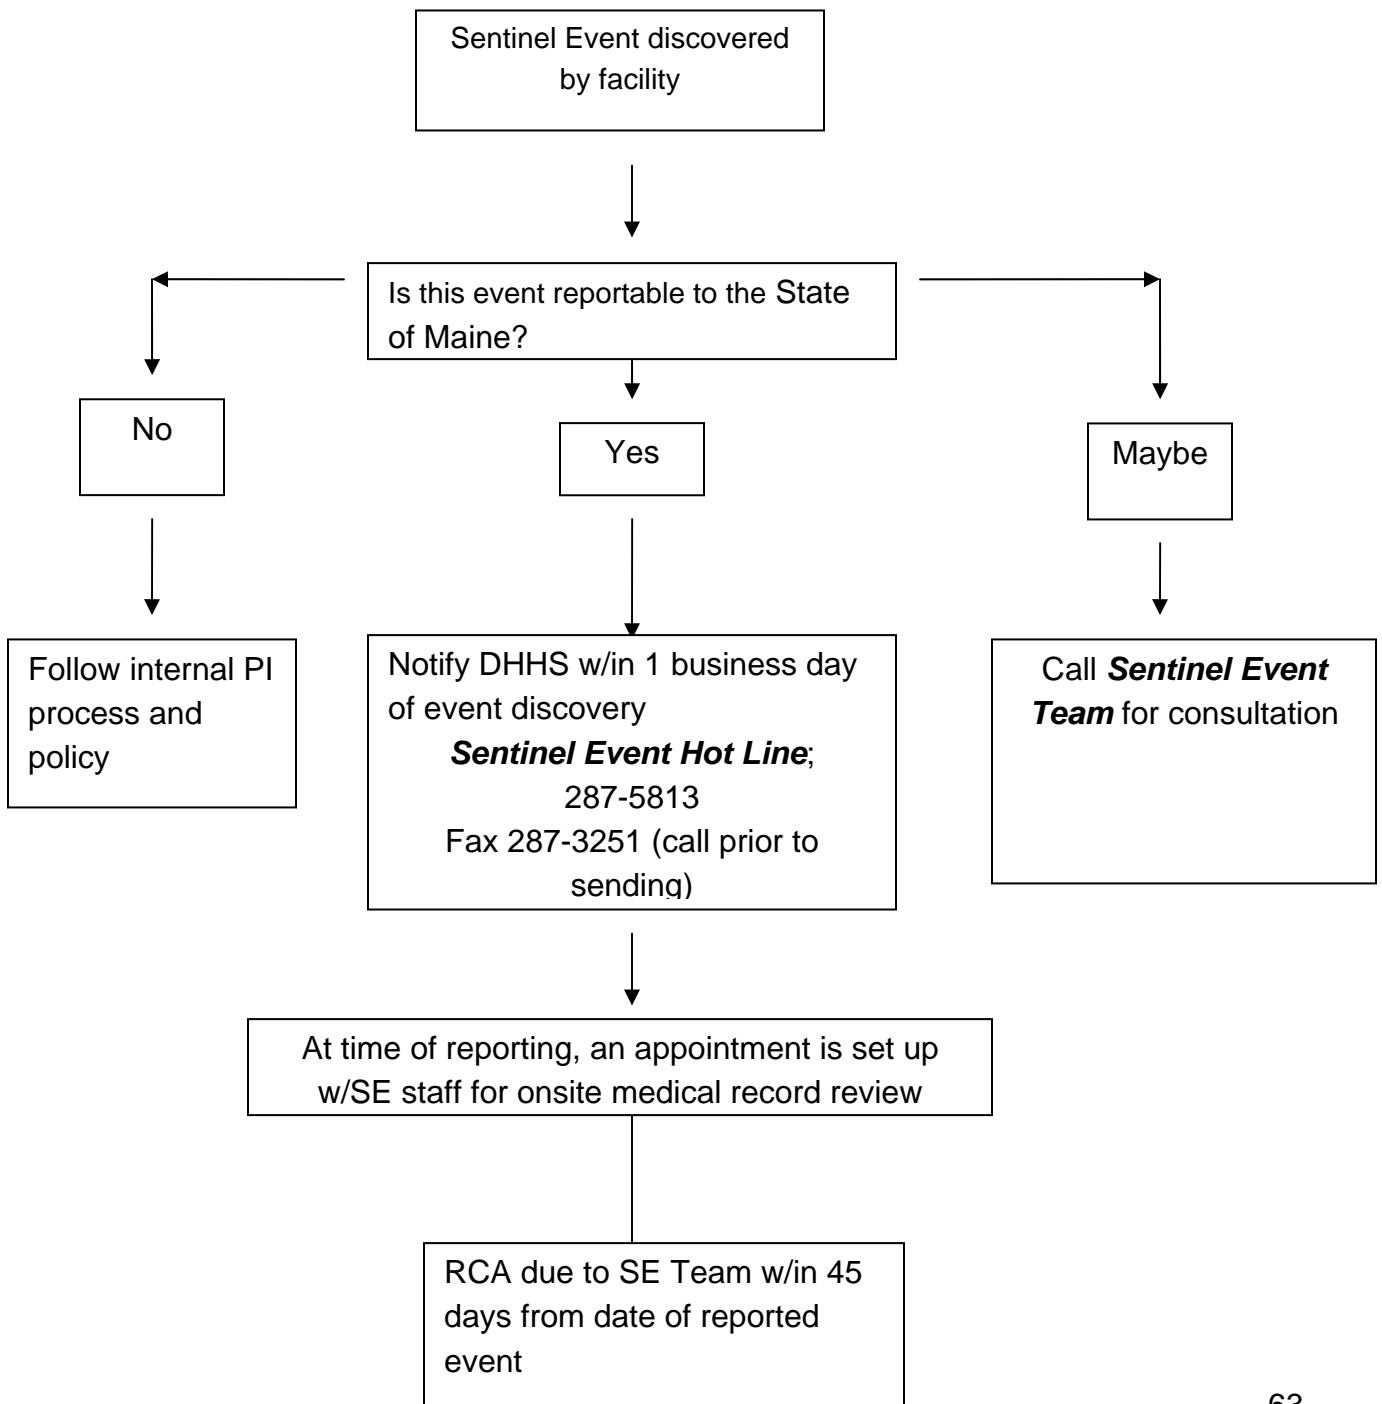 Sentinel Event discovered
by facility
Is this event reportable to the State
of Maine?
No
Yes
Maybe
Follow internal PI
process and
policy
Notify DHHS w/in 1 business day
of event discovery
Sentinel Event Hot Line;
287-5813
Fax 287-3251 (call prior to
sending)
Call Sentinel Event
Team for consultation
At time of reporting, an appointment is set up
w/SE staff for onsite medical record review
RCA due to SE Team w/in 45
days from date of reported
event
63